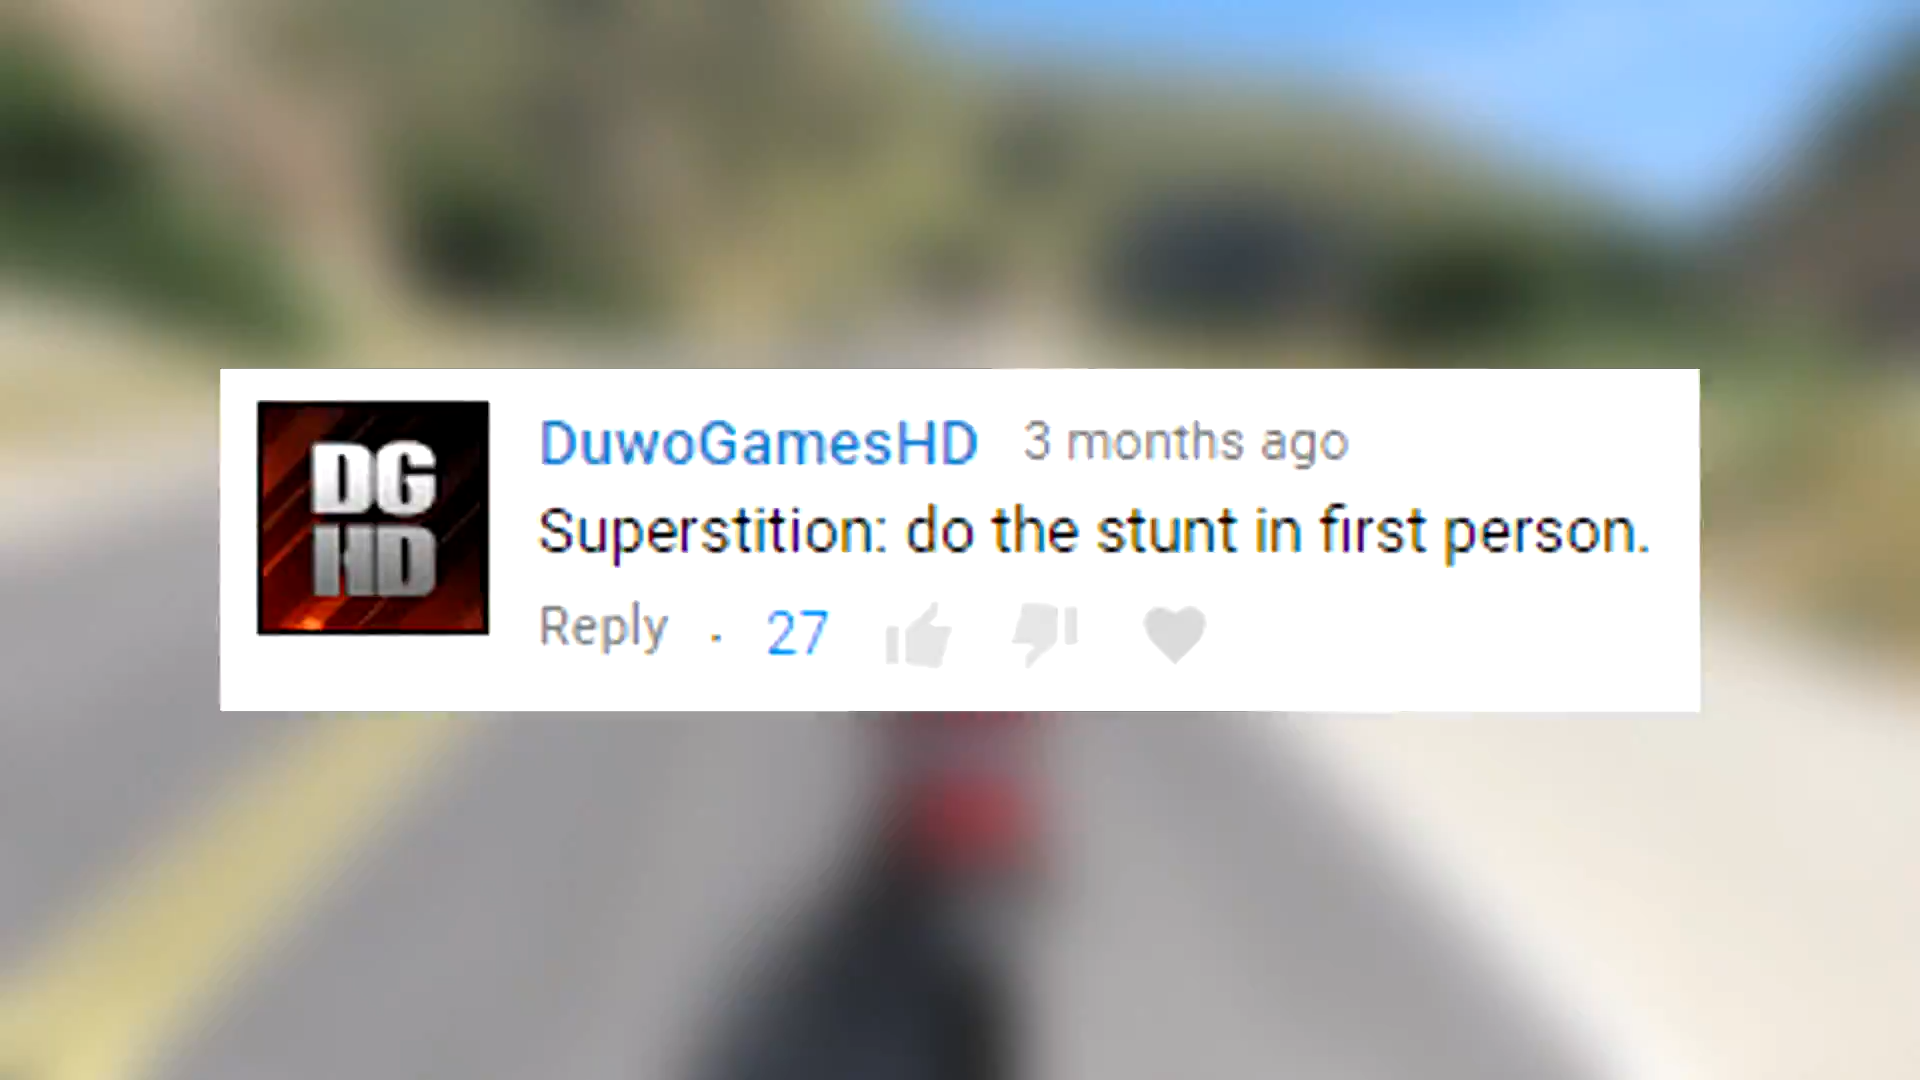 DG
HD
DuwoGamesHD 3 months ago
Superstition: do the stunt in first person.
Reply . 27